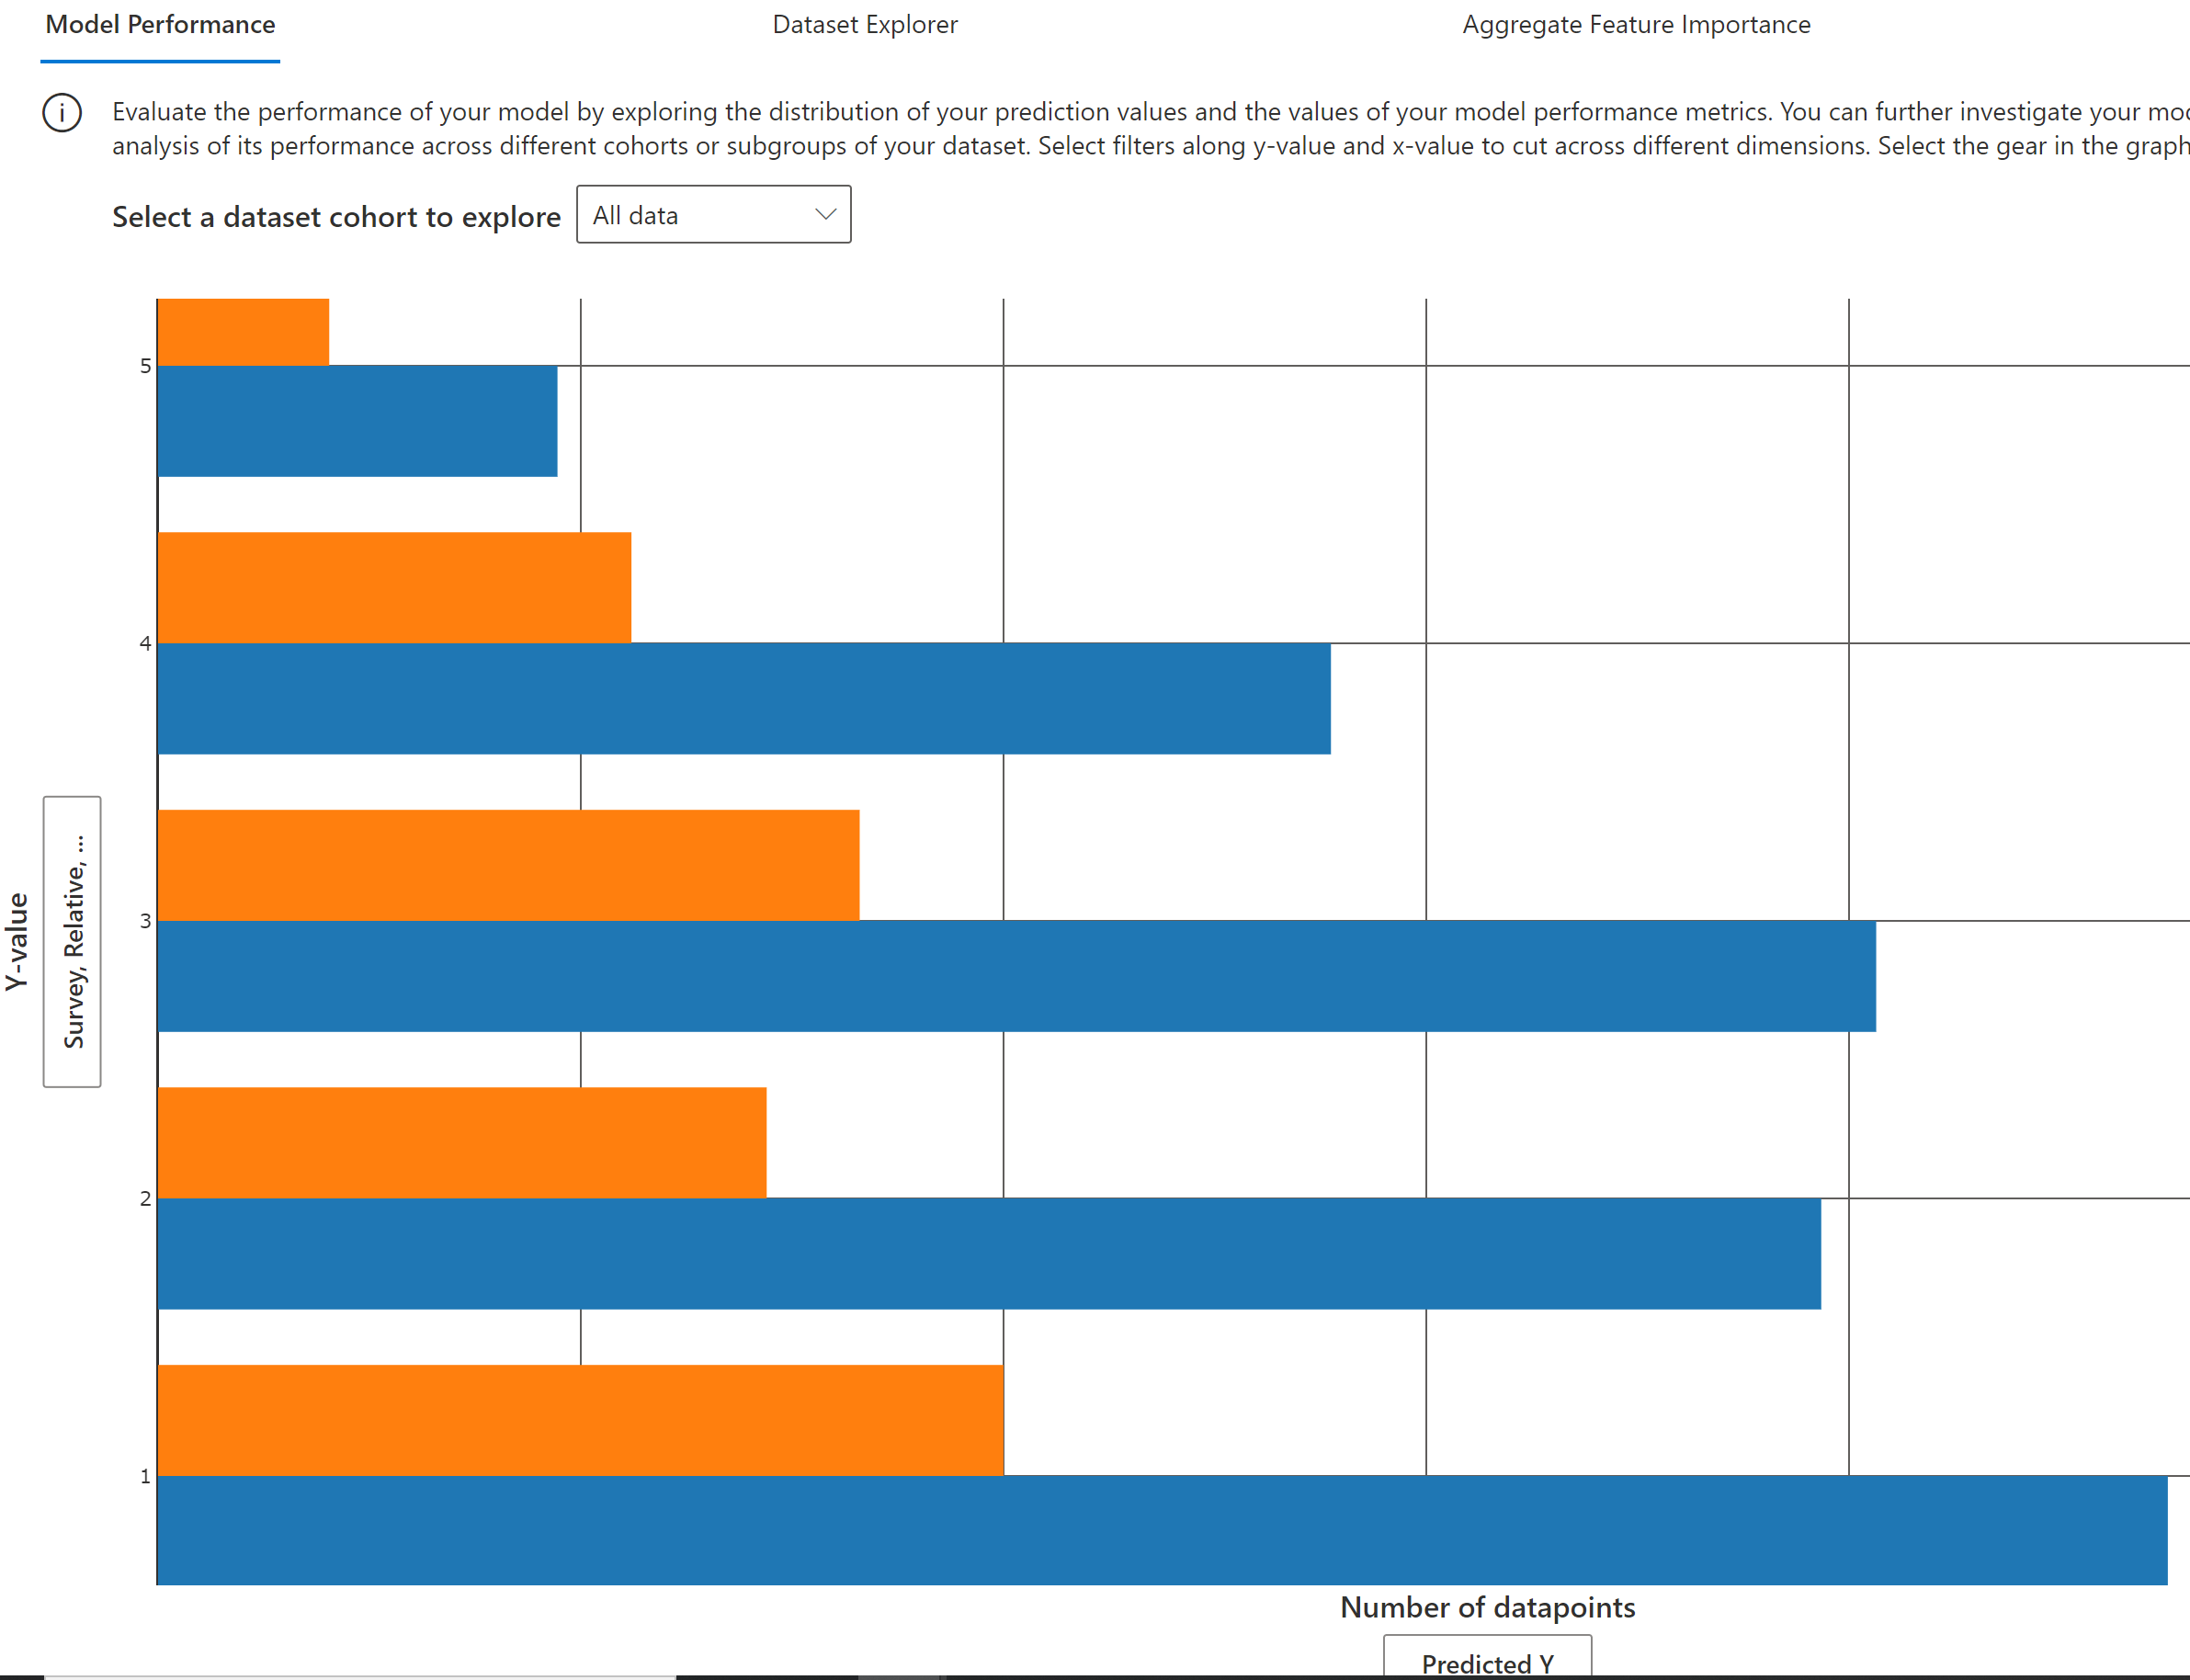 Model Performance
Dataset Explorer
Aggregate Feature Importance
Evaluate the performance of your model by exploring the distribution of your prediction values and the values of your model performance metrics. You can further investigate your
analysis of its performance across different cohorts or subgroups of your dataset. Select filters along y-value and x-value to cut across different dimensions. Select the gear in the graph
Select a dataset cohort to explore
All data
5
4
3
2
1
Y-value
Survey, Relative, ...
Number of datapoints
Predicted Y